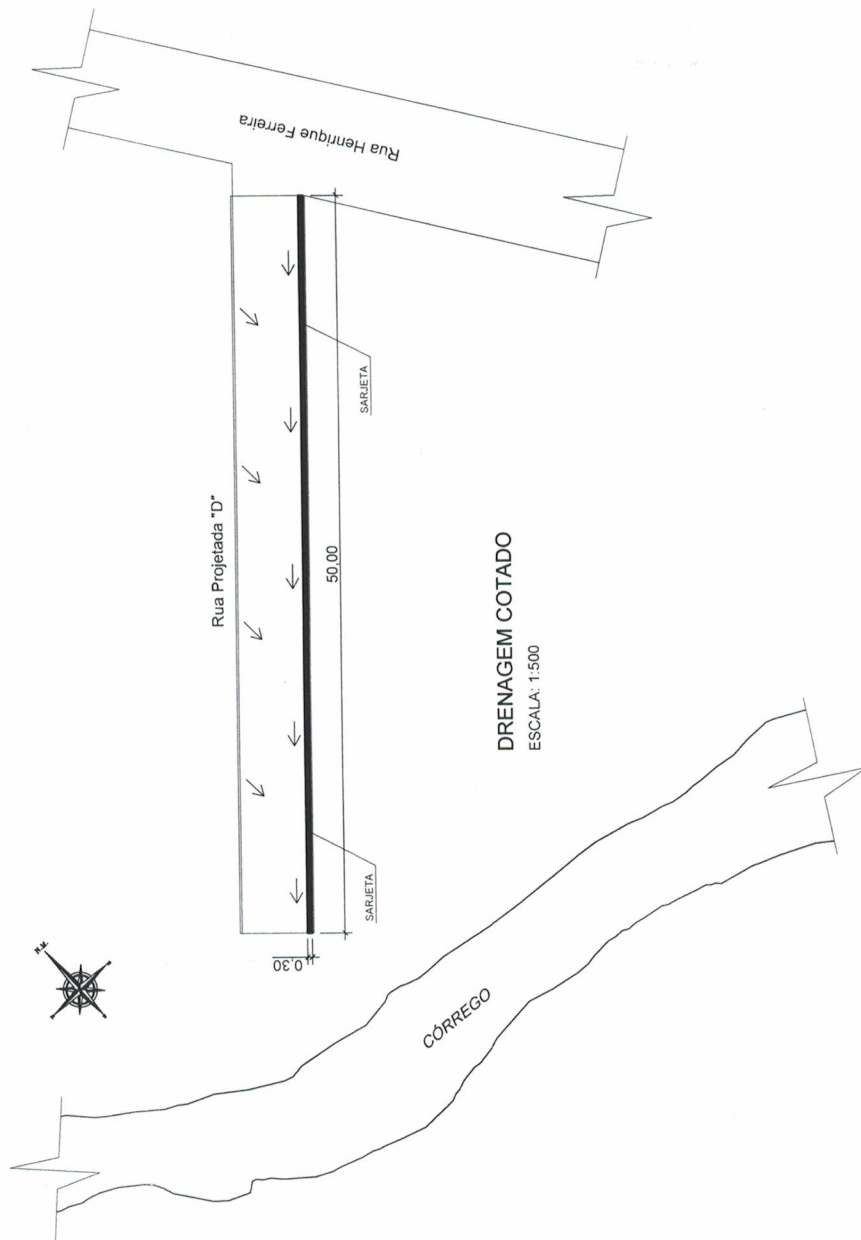 N.M.
Rua Projetada "D"
Rua Henrique Ferreira
SARJETA
SARJETA
0,30
50,00
CÓRREGO
DRENAGEM COTADO
ESCALA: 1:500